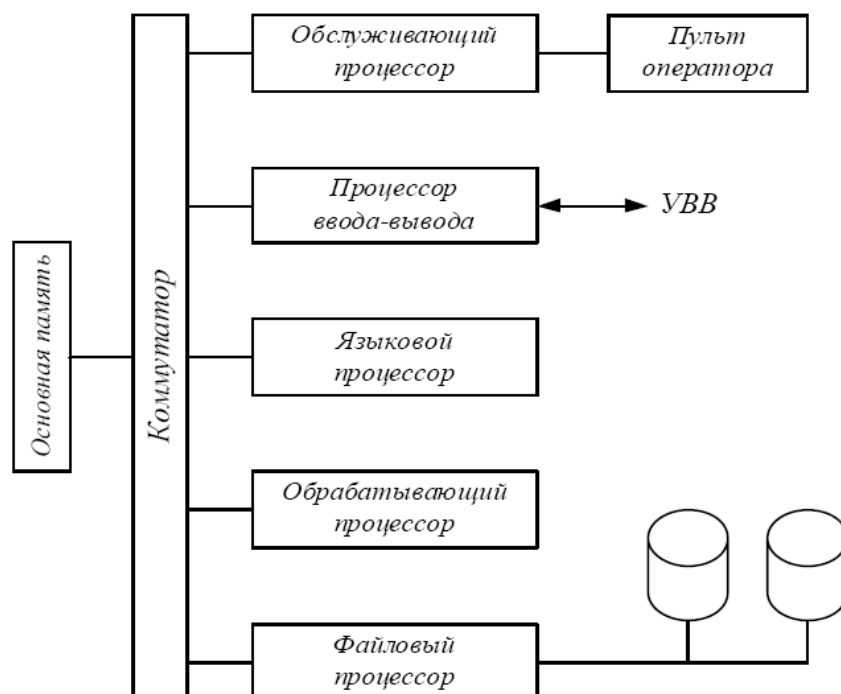 Обслуживающий
процессор
Пульт
оператора
Процессор
ввода-вывода
УВВ
Основная память
Коммутатор
Языковой
процессор
Обрабатывающий
процессор
Файловый
процессор